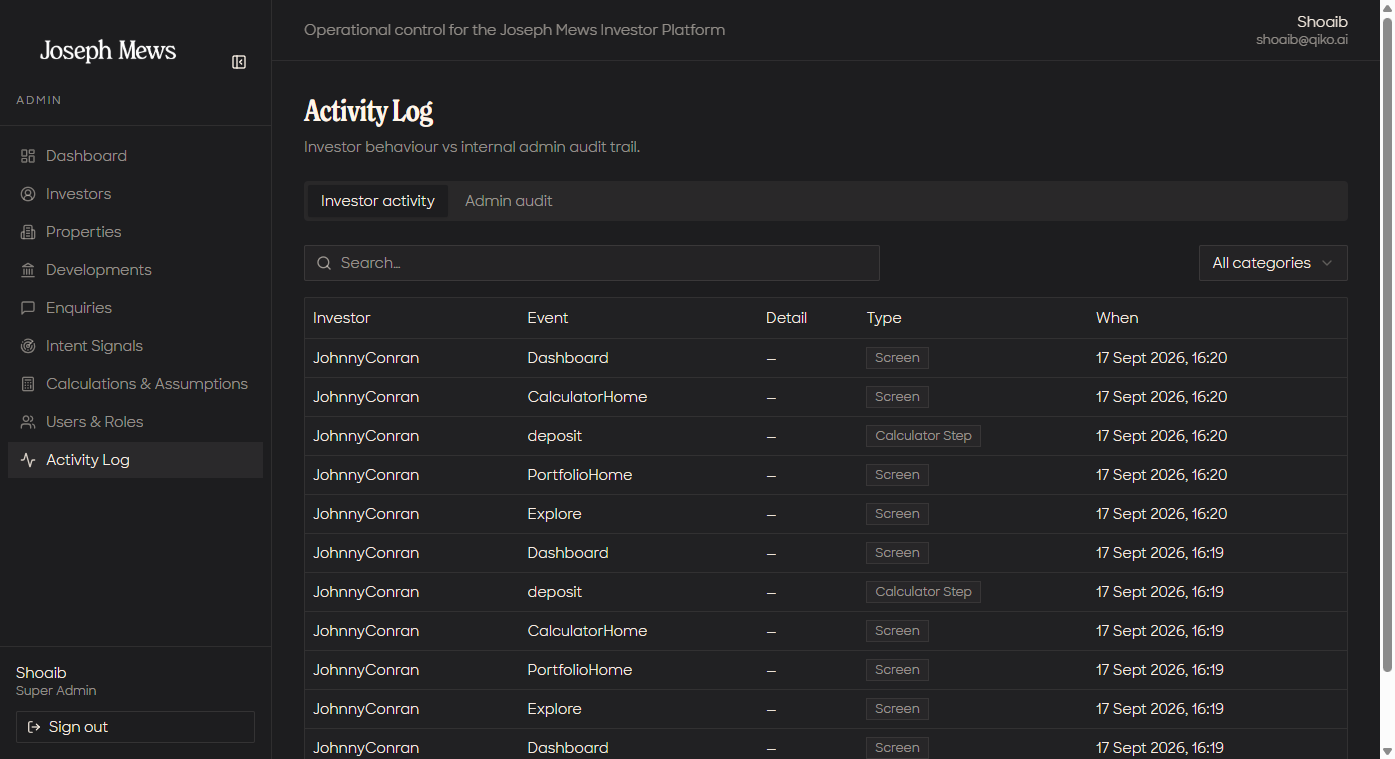 Joseph Mews
ADMIN
Dashboard
Investors
Properties
Developments
Enquiries
Intent Signals
Calculations & Assumptions
Users & Roles
Activity Log
Shoaib
Super Admin
Sign out
Operational control for the Joseph Mews Investor Platform
Shoaib
shoaib@qiko.ai
Activity Log
Investor behaviour vs internal admin audit trail.
Investor activity Admin audit
Search... All categories
Investor Event Detail Type When
JohnnyConran Dashboard – Screen 17 Sept 2026, 16:20
JohnnyConran CalculatorHome – Screen 17 Sept 2026, 16:20
JohnnyConran deposit – Calculator Step 17 Sept 2026, 16:20
JohnnyConran PortfolioHome – Screen 17 Sept 2026, 16:20
JohnnyConran Explore – Screen 17 Sept 2026, 16:20
JohnnyConran Dashboard – Screen 17 Sept 2026, 16:19
JohnnyConran deposit – Calculator Step 17 Sept 2026, 16:19
JohnnyConran CalculatorHome – Screen 17 Sept 2026, 16:19
JohnnyConran PortfolioHome – Screen 17 Sept 2026, 16:19
JohnnyConran Explore – Screen 17 Sept 2026, 16:19
JohnnyConran Dashboard – Screen 17 Sept 2026, 16:19